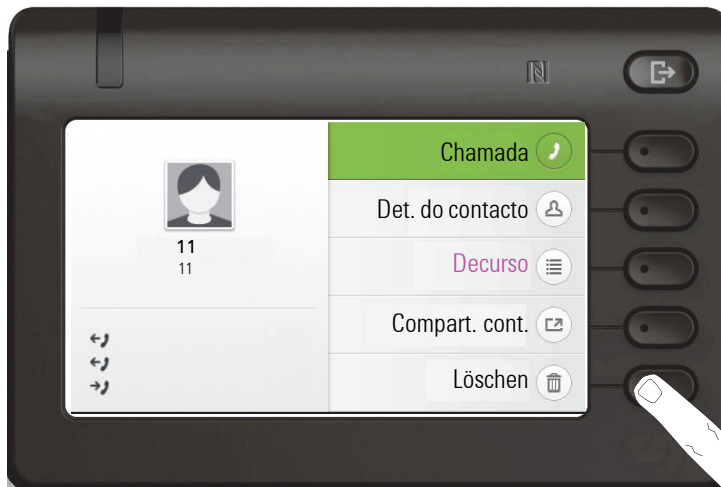 Chamada
Det. do contacto
11
11
Decurso
Compart. cont.
Löschen